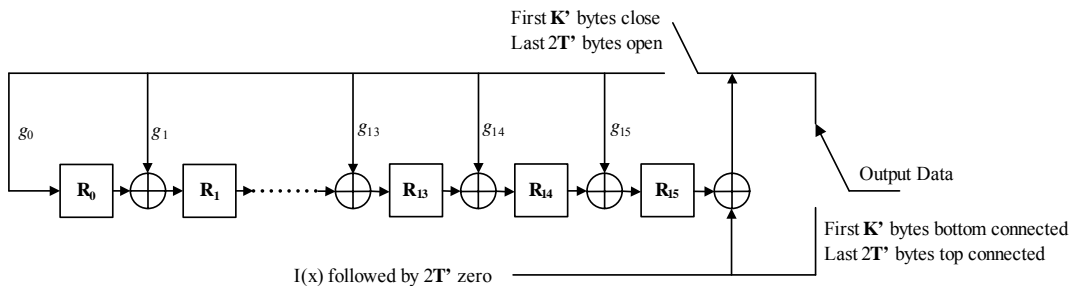 First K’ bytes close
Last 2T’ bytes open
g0 g1 g13 g14 g15
R0 R1 R13 R14 R15
Output Data
First K’ bytes bottom connected
Last 2T’ bytes top connected
I(x) followed by 2T’ zero